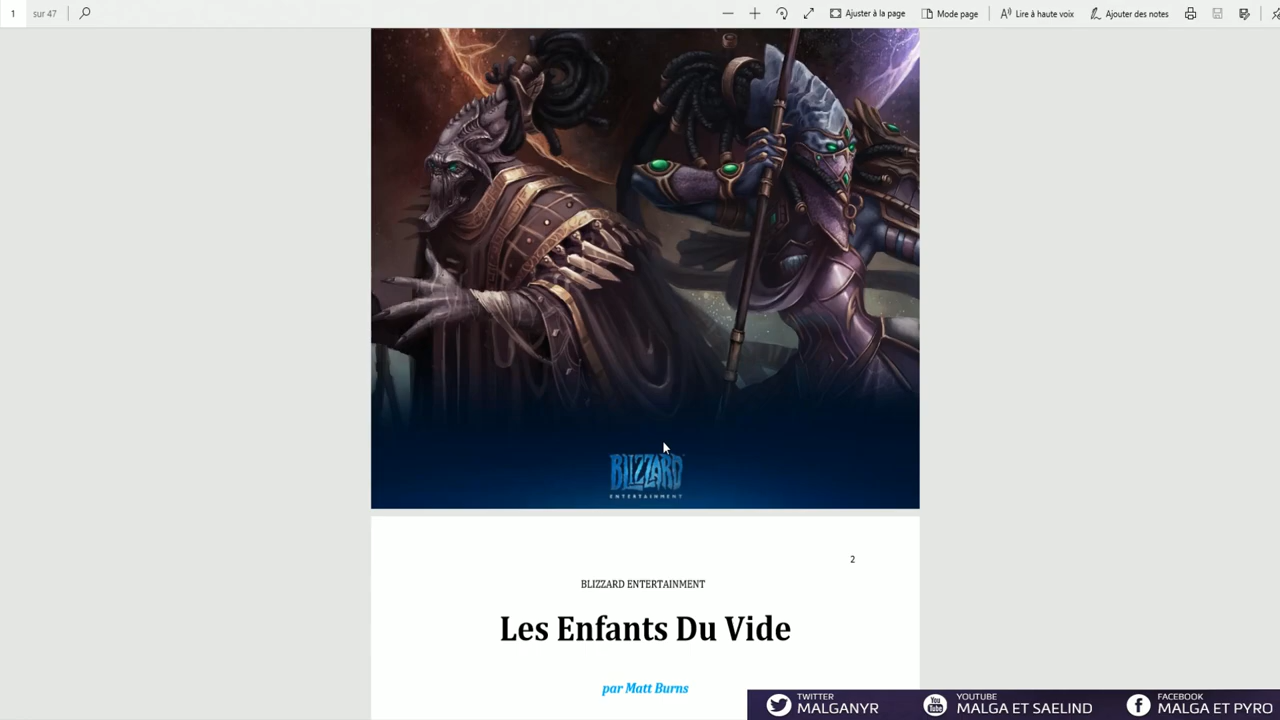 1 sur 47 Ajuster à la page Mode page Lire à haute voix Ajouter des notes
BLIZZARD
ENTERTAINMENT
2
BLIZZARD ENTERTAINMENT
Les Enfants Du Vide
par Matt Burns
TWITTER
MALGANYR
YOUTUBE
MALGA ET SAELIND
FACEBOOK
MALGA ET PYRO